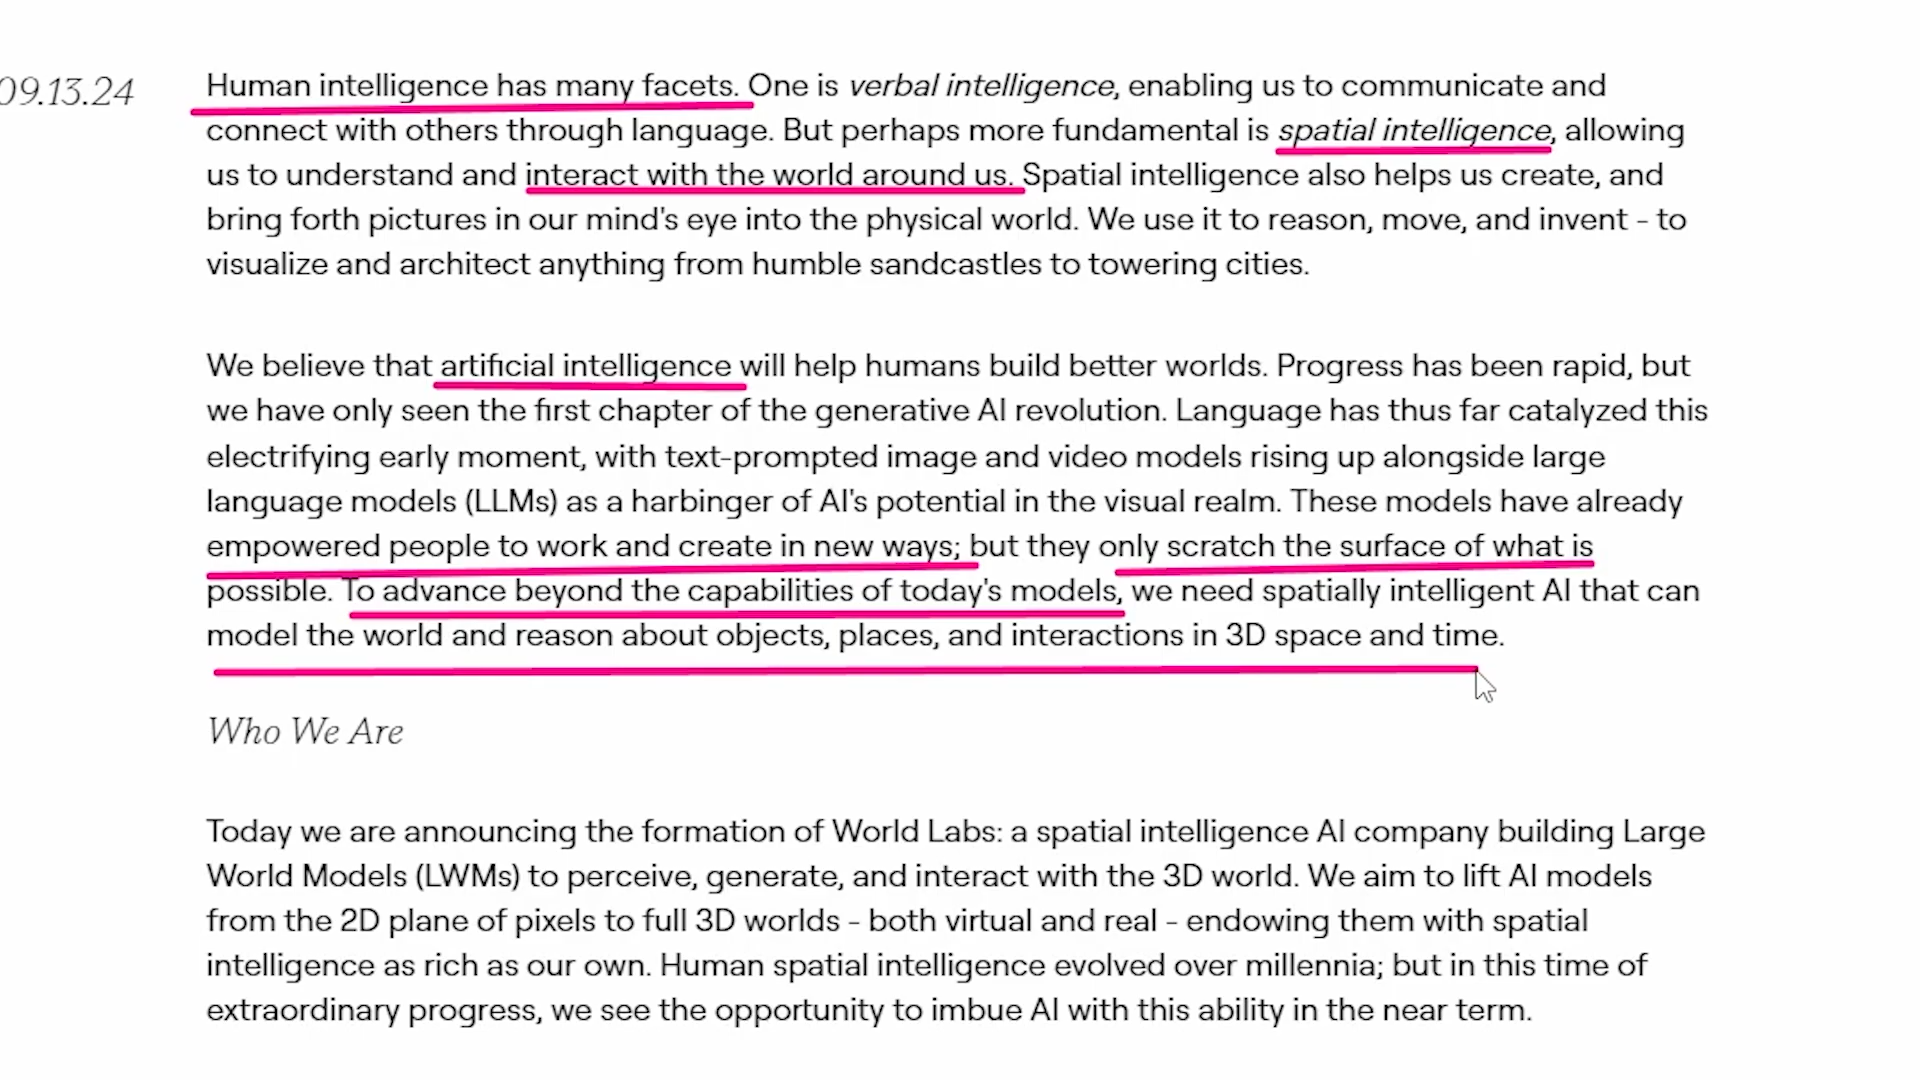 09.13.24
Human intelligence has many facets. One is verbal intelligence, enabling us to communicate and
connect with others through language. But perhaps more fundamental is spatial intelligence, allowing
us to understand and interact with the world around us. Spatial intelligence also helps us create, and
bring forth pictures in our mind's eye into the physical world. We use it to reason, move, and invent - to
visualize and architect anything from humble sandcastles to towering cities.
We believe that artificial intelligence will help humans build better worlds. Progress has been rapid, but
we have only seen the first chapter of the generative AI revolution. Language has thus far catalyzed this
electrifying early moment, with text-prompted image and video models rising up alongside large
language models (LLMs) as a harbinger of AI's potential in the visual realm. These models have already
empowered people to work and create in new ways; but they only scratch the surface of what is
possible. To advance beyond the capabilities of today's models, we need spatially intelligent AI that can
model the world and reason about objects, places, and interactions in 3D space and time.
Who We Are
Today we are announcing the formation of World Labs: a spatial intelligence AI company building Large
World Models (LWMs) to perceive, generate, and interact with the 3D world. We aim to lift AI models
from the 2D plane of pixels to full 3D worlds - both virtual and real - endowing them with spatial
intelligence as rich as our own. Human spatial intelligence evolved over millennia; but in this time of
extraordinary progress, we see the opportunity to imbue AI with this ability in the near term.